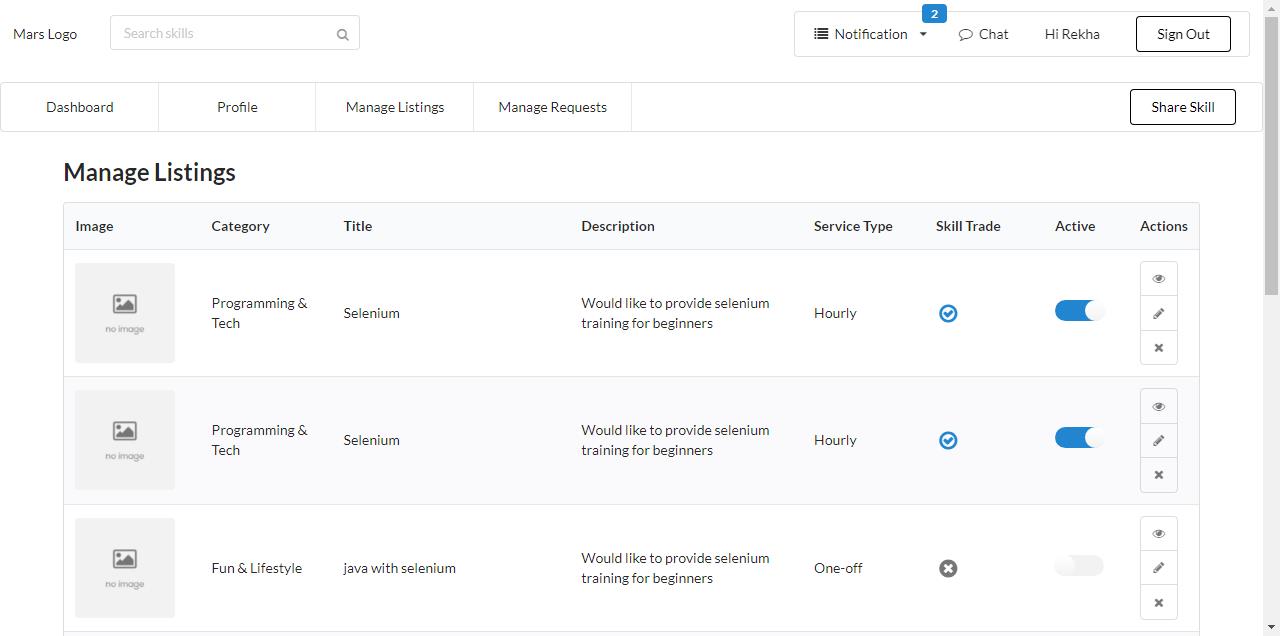 2
Mars Logo Search skills Notification Chat Hi Rekha Sign Out
Dashboard Profile Manage Listings Manage Requests Share Skill
Manage Listings
Image Category Title Description Service Type Skill Trade Active Actions
no image
Programming &
Tech
Selenium
Would like to provide selenium
training for beginners
Hourly
no image
Programming &
Tech
Selenium
Would like to provide selenium
training for beginners
Hourly
no image
Fun & Lifestyle
java with selenium
Would like to provide selenium
training for beginners
One-off